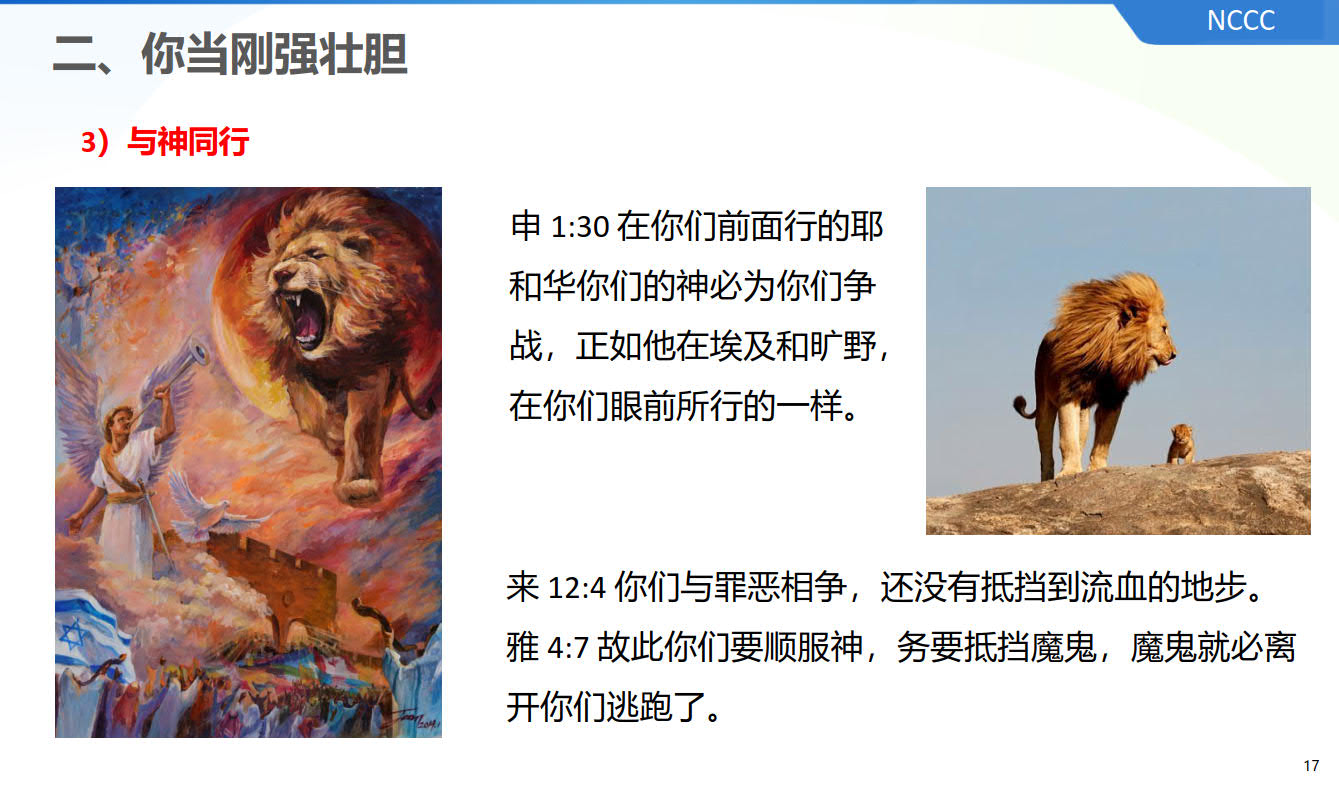 NCCC
二、你当刚强壮胆
3）与神同行
申 1:30 在你们前面行的耶
和华你们的神必为你们争
战，正如他在埃及和旷野，
在你们眼前所行的一样。
来 12:4 你们与罪恶相争，还没有抵挡到流血的地步。
雅 4:7 故此你们要顺服神，务要抵挡魔鬼，魔鬼就必离
开你们逃跑了。
17